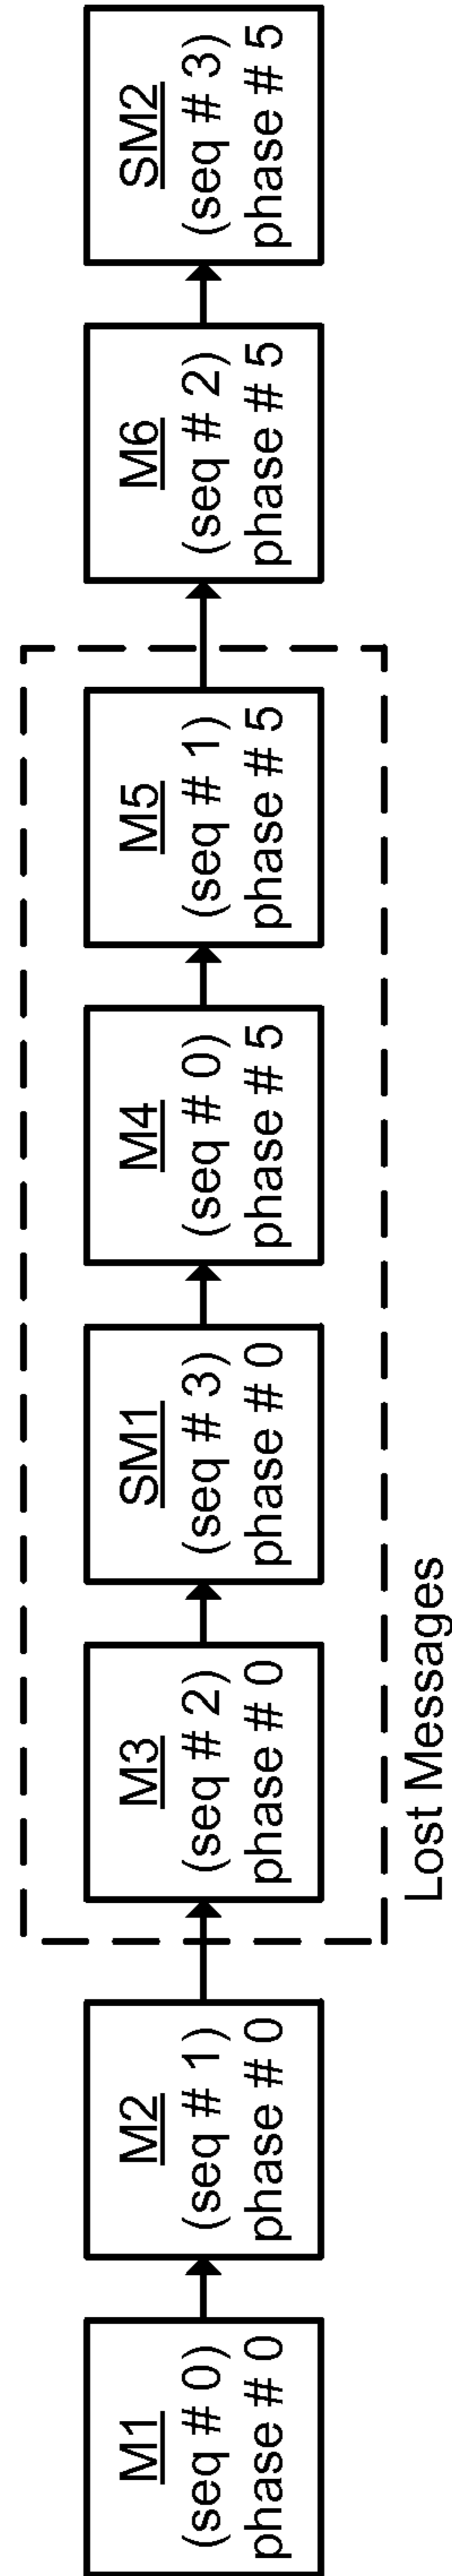 M1
(seq # 0)
phase # 0
M2
(seq # 1)
phase # 0
M3
(seq # 2)
phase # 0
SM1
(seq # 3)
phase # 0
M4
(seq # 0)
phase # 5
M5
(seq # 1)
phase # 5
M6
(seq # 2)
phase # 5
SM2
(seq # 3)
phase # 5
Lost Messages